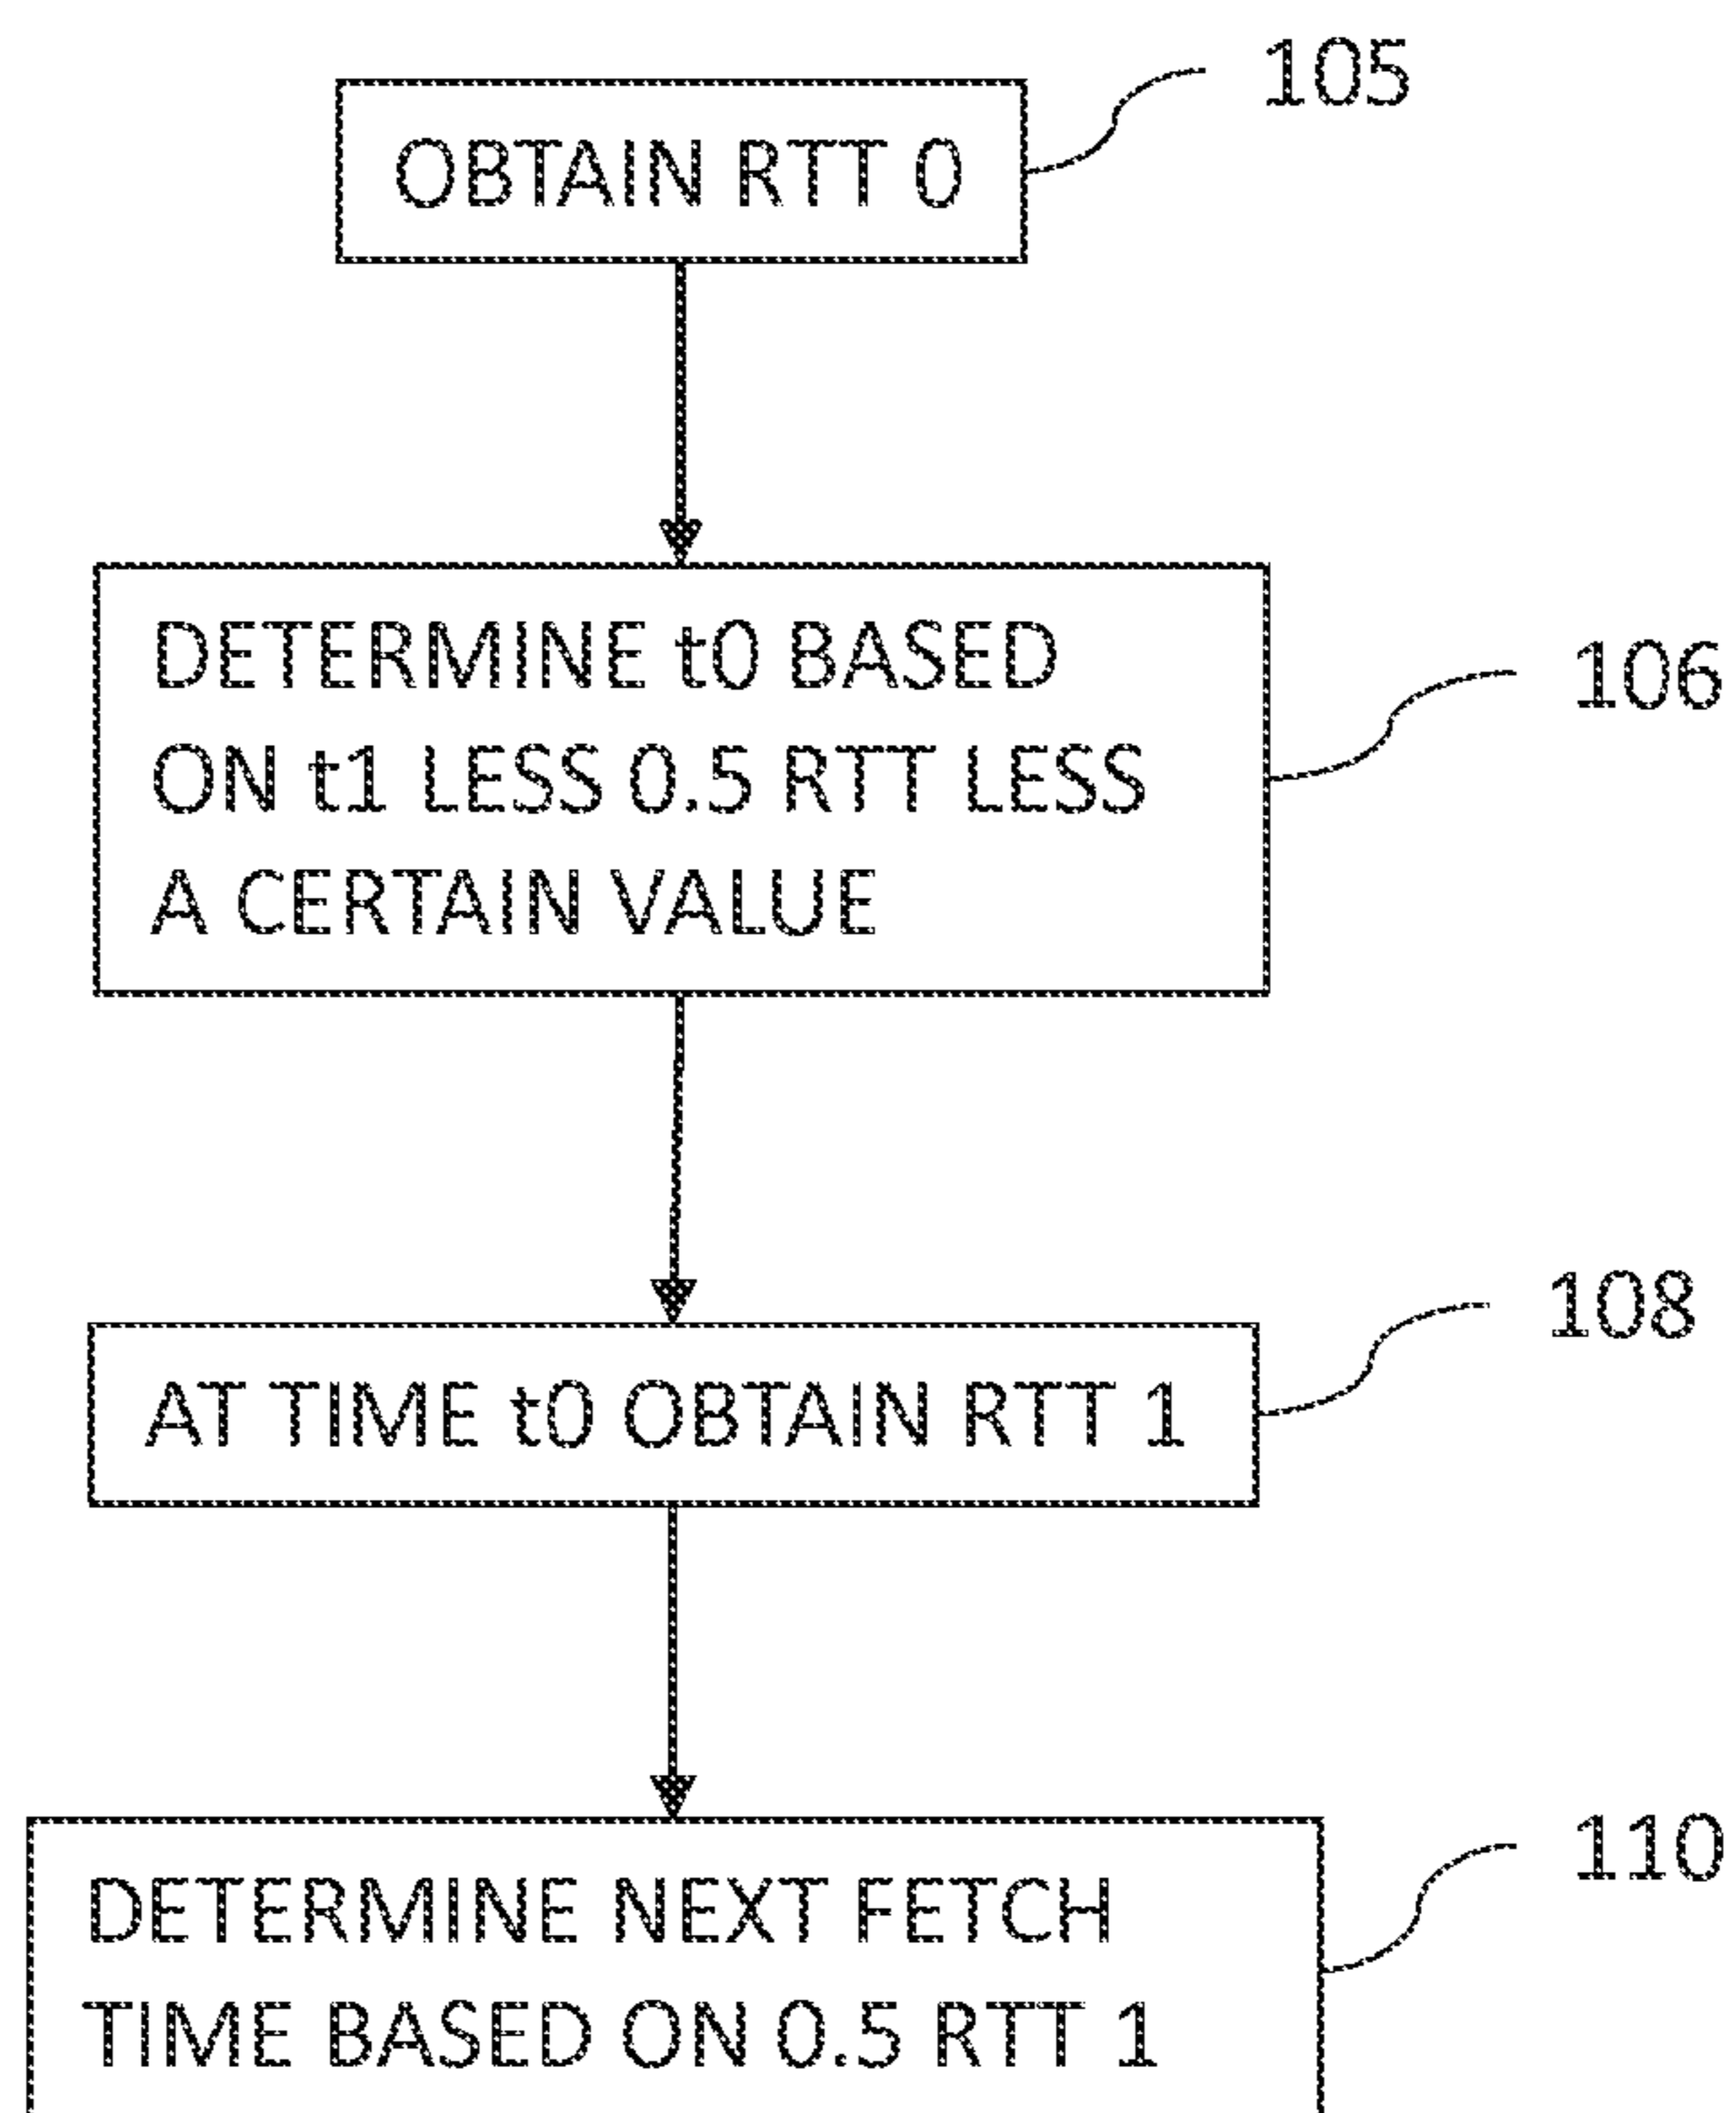 OBTAIN RTT 0
105
DETERMINE t0 BASED
ON t1 LESS 0.5 RTT LESS
A CERTAIN VALUE
106
AT TIME t0 OBTAIN RTT 1
108
DETERMINE NEXT FETCH
TIME BASED ON 0.5 RTT 1
110